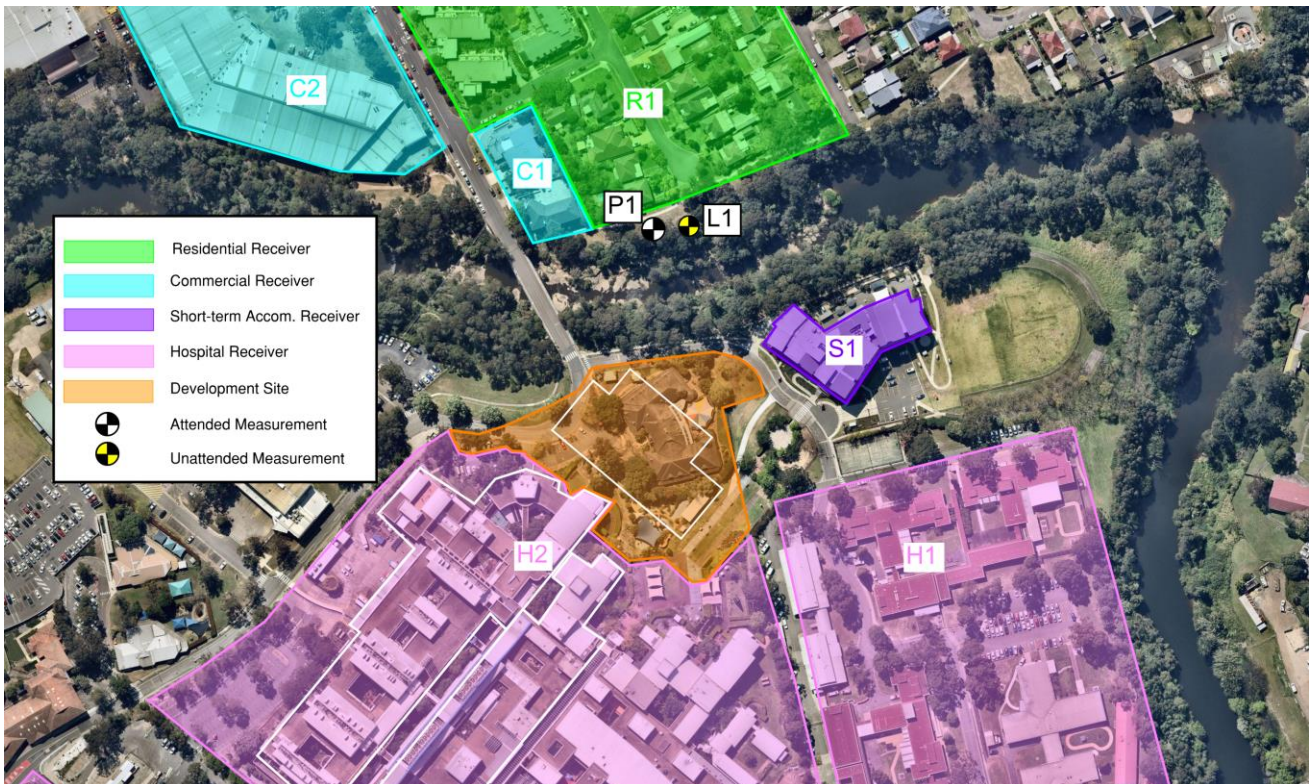 C2
R1
C1
P1
L1
Residential Receiver
Commercial Receiver
Short-term Accom. Receiver
Hospital Receiver
Development Site
Attended Measurement
Unattended Measurement
S1
H2
H1